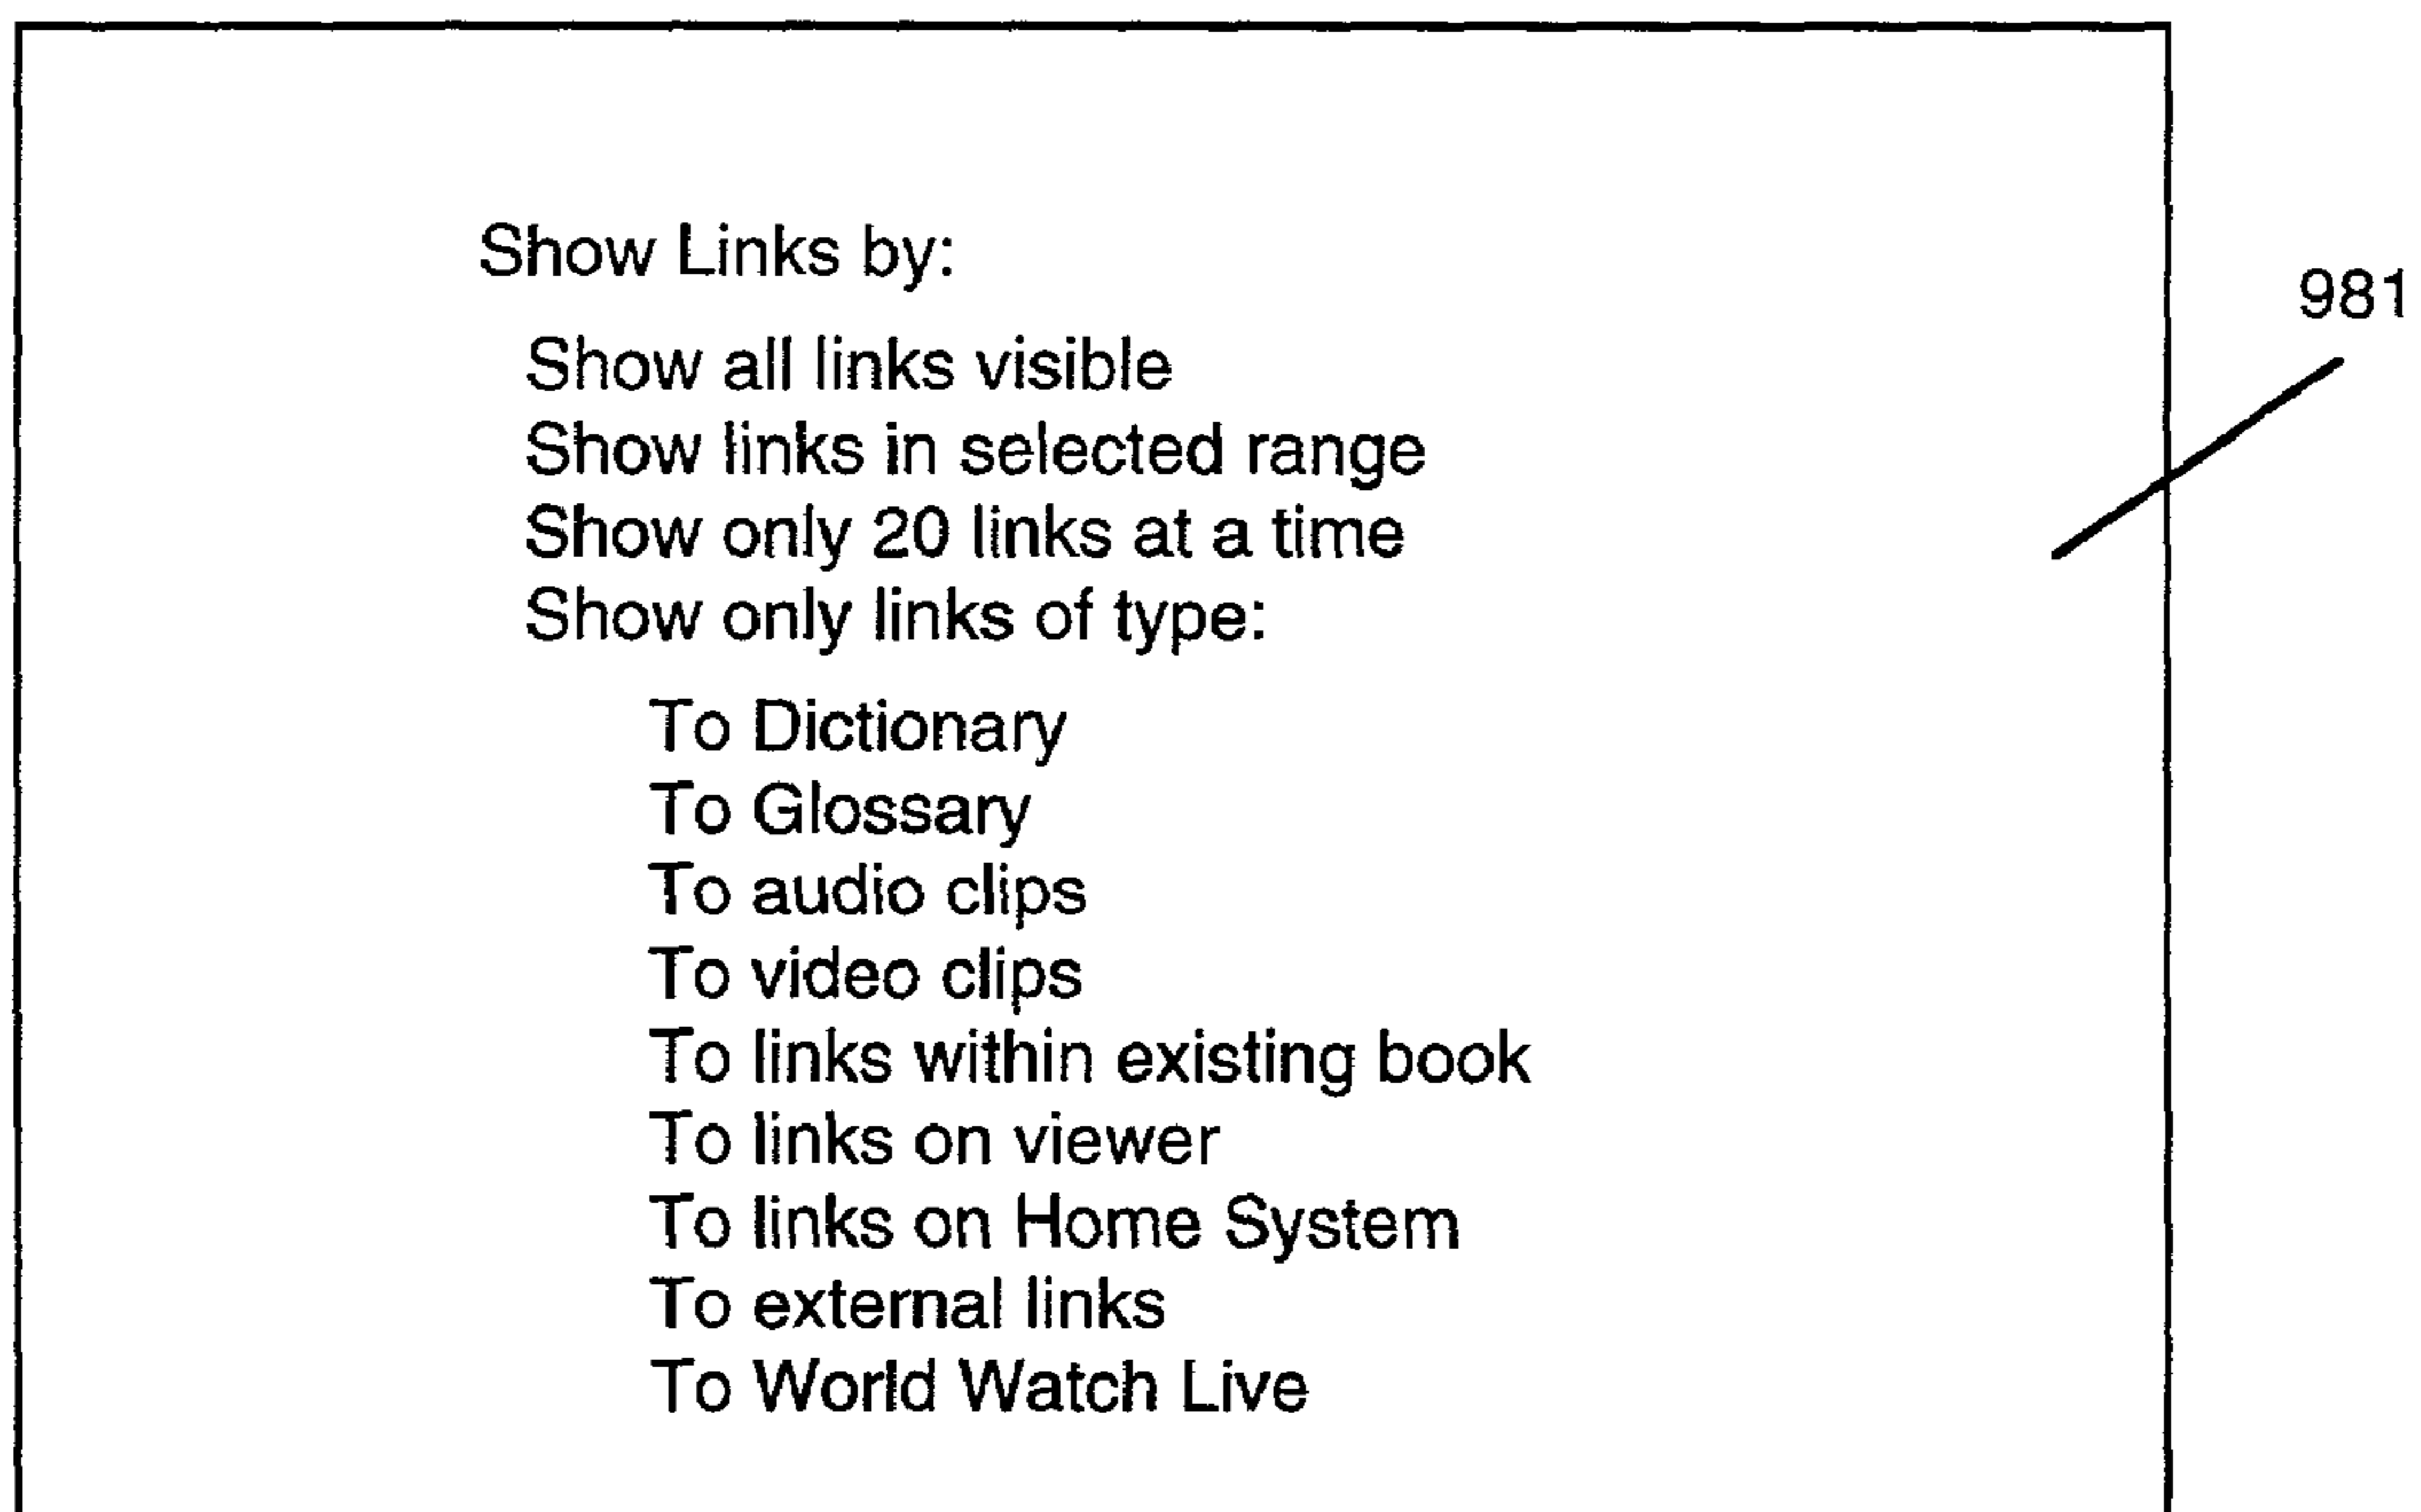 Show Links by:
981
Show all links visible
Show links in selected range
Show only 20 links at a time
Show only links of type:
To Dictionary
To Glossary
To audio clips
To video clips
To links within existing book
To links on viewer
To links on Home System
To external links
To World Watch Live